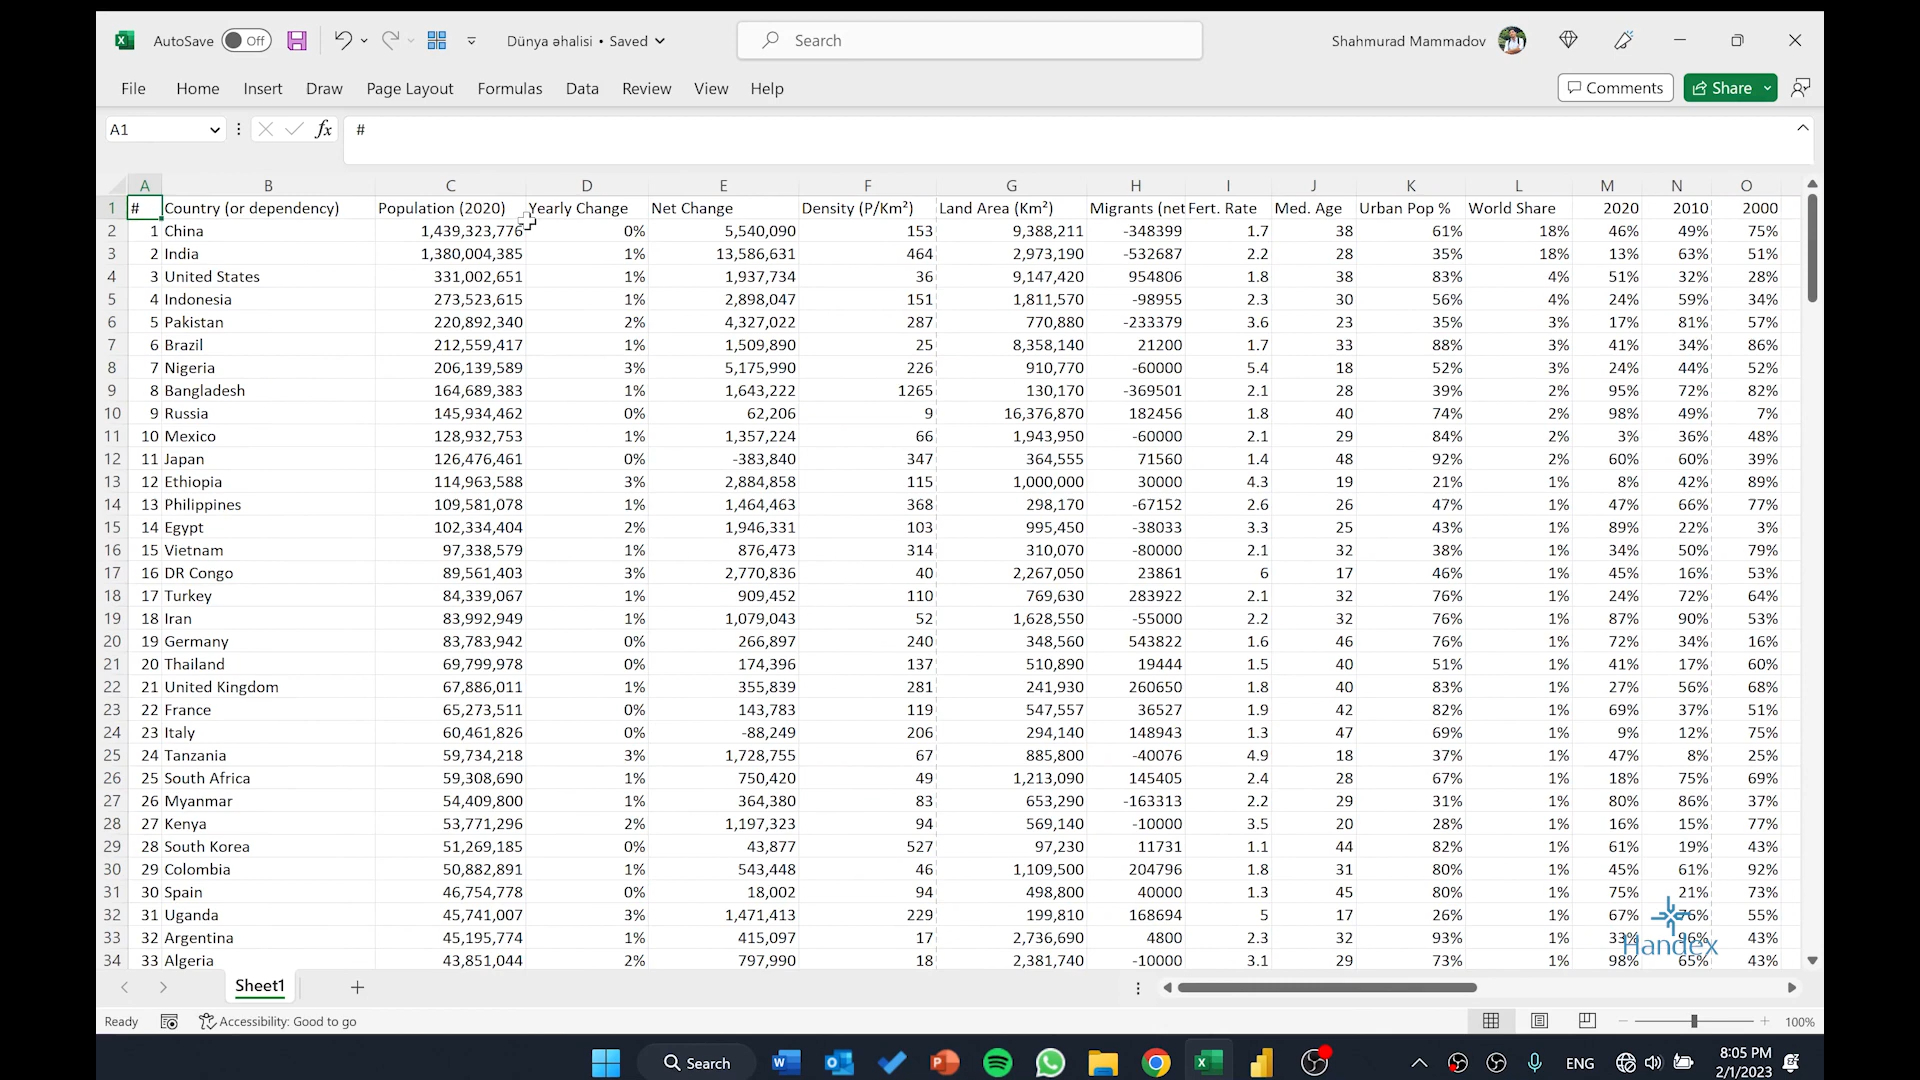 AutoSave Off Dünya əhalisi • Saved Search Shahmurad Mammadov
File Home Insert Draw Page Layout Formulas Data Review View Help Comments Share
A1 fx #
A B C D E F G H I J K L M N O
1 # Country (or dependency) Population (2020) Yearly Change Net Change Density (P/Km²) Land Area (Km²) Migrants (net Fert. Rate Med. Age Urban Pop % World Share 2020 2010 2000
2 1 China 1,439,323,776 0% 5,540,090 153 9,388,211 -348399 1.7 38 61% 18% 46% 49% 75%
3 2 India 1,380,004,385 1% 13,586,631 464 2,973,190 -532687 2.2 28 35% 18% 13% 63% 51%
4 3 United States 331,002,651 1% 1,937,734 36 9,147,420 954806 1.8 38 83% 4% 51% 32% 28%
5 4 Indonesia 273,523,615 1% 2,898,047 151 1,811,570 -98955 2.3 30 56% 4% 24% 59% 34%
6 5 Pakistan 220,892,340 2% 4,327,022 287 770,880 -233379 3.6 23 35% 3% 17% 81% 57%
7 6 Brazil 212,559,417 1% 1,509,890 25 8,358,140 21200 1.7 33 88% 3% 41% 34% 86%
8 7 Nigeria 206,139,589 3% 5,175,990 226 910,770 -60000 5.4 18 52% 3% 24% 44% 52%
9 8 Bangladesh 164,689,383 1% 1,643,222 1265 130,170 -369501 2.1 28 39% 2% 95% 72% 82%
10 9 Russia 145,934,462 0% 62,206 9 16,376,870 182456 1.8 40 74% 2% 98% 49% 7%
11 10 Mexico 128,932,753 1% 1,357,224 66 1,943,950 -60000 2.1 29 84% 2% 3% 36% 48%
12 11 Japan 126,476,461 0% -383,840 347 364,555 71560 1.4 48 92% 2% 60% 60% 39%
13 12 Ethiopia 114,963,588 3% 2,884,858 115 1,000,000 30000 4.3 19 21% 1% 8% 42% 89%
14 13 Philippines 109,581,078 1% 1,464,463 368 298,170 -67152 2.6 26 47% 1% 47% 66% 77%
15 14 Egypt 102,334,404 2% 1,946,331 103 995,450 -38033 3.3 25 43% 1% 89% 22% 3%
16 15 Vietnam 97,338,579 1% 876,473 314 310,070 -80000 2.1 32 38% 1% 34% 50% 79%
17 16 DR Congo 89,561,403 3% 2,770,836 40 2,267,050 23861 6 17 46% 1% 45% 16% 53%
18 17 Turkey 84,339,067 1% 909,452 110 769,630 283922 2.1 32 76% 1% 24% 72% 64%
19 18 Iran 83,992,949 1% 1,079,043 52 1,628,550 -55000 2.2 32 76% 1% 87% 90% 53%
20 19 Germany 83,783,942 0% 266,897 240 348,560 543822 1.6 46 76% 1% 72% 34% 16%
21 20 Thailand 69,799,978 0% 174,396 137 510,890 19444 1.5 40 51% 1% 41% 17% 60%
22 21 United Kingdom 67,886,011 1% 355,839 281 241,930 260650 1.8 40 83% 1% 27% 56% 68%
23 22 France 65,273,511 0% 143,783 119 547,557 36527 1.9 42 82% 1% 69% 37% 51%
24 23 Italy 60,461,826 0% -88,249 206 294,140 148943 1.3 47 69% 1% 9% 12% 75%
25 24 Tanzania 59,734,218 3% 1,728,755 67 885,800 -40076 4.9 18 37% 1% 47% 8% 25%
26 25 South Africa 59,308,690 1% 750,420 49 1,213,090 145405 2.4 28 67% 1% 18% 75% 69%
27 26 Myanmar 54,409,800 1% 364,380 83 653,290 -163313 2.2 29 31% 1% 80% 86% 37%
28 27 Kenya 53,771,296 2% 1,197,323 94 569,140 -10000 3.5 20 28% 1% 16% 15% 77%
29 28 South Korea 51,269,185 0% 43,877 527 97,230 11731 1.1 44 82% 1% 61% 19% 43%
30 29 Colombia 50,882,891 1% 543,448 46 1,109,500 204796 1.8 31 80% 1% 45% 61% 92%
31 30 Spain 46,754,778 0% 18,002 94 498,800 40000 1.3 45 80% 1% 75% 21% 73%
32 31 Uganda 45,741,007 3% 1,471,413 229 199,810 168694 5 17 26% 1% 67% 76% 55%
33 32 Argentina 45,195,774 1% 415,097 17 2,736,690 4800 2.3 32 93% 1% 33% 96% 43%
Handex
34 33 Algeria 43,851,044 2% 797,990 18 2,381,740 -10000 3.1 29 73% 1% 98% 65% 43%
Sheet1
Ready Accessibility: Good to go 100%
Search ENG 8:05 PM
2/1/2023